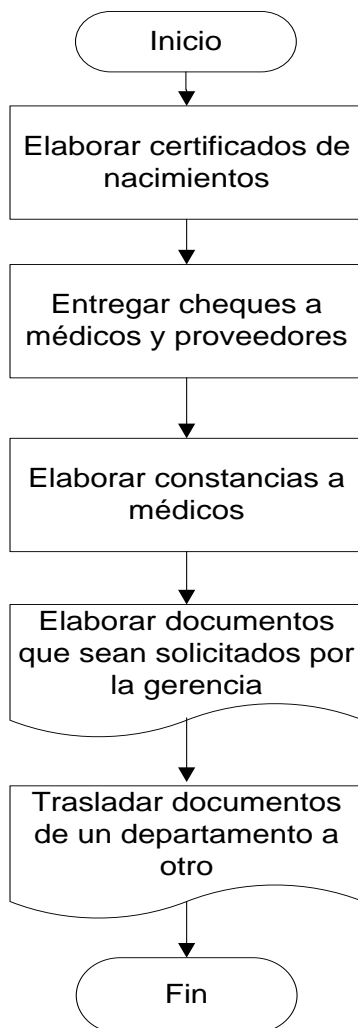 Inicio
Elaborar certificados de
nacimientos
Entregar cheques a
médicos y proveedores
Elaborar constancias a
médicos
Elaborar documentos
que sean solicitados por
la gerencia
Trasladar documentos
de un departamento a
otro
Fin